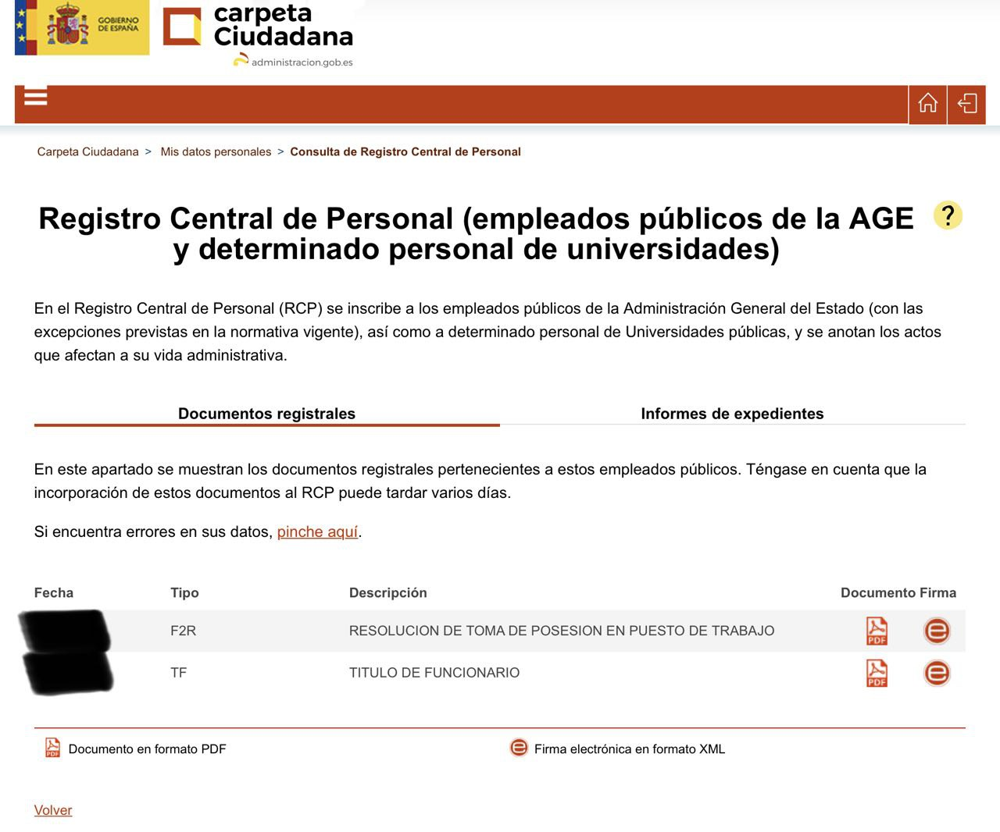 GOBIERNO
DE ESPAÑA
carpeta
Ciudadana
administracion.gob.es
Carpeta Ciudadana > Mis datos personales > Consulta de Registro Central de Personal
Registro Central de Personal (empleados públicos de la AGE ?
y determinado personal de universidades)
En el Registro Central de Personal (RCP) se inscribe a los empleados públicos de la Administración General del Estado (con las
excepciones previstas en la normativa vigente), así como a determinado personal de Universidades públicas, y se anotan los actos
que afectan a su vida administrativa.
Documentos registrales Informes de expedientes
En este apartado se muestran los documentos registrales pertenecientes a estos empleados públicos. Téngase en cuenta que la
incorporación de estos documentos al RCP puede tardar varios días.
Si encuentra errores en sus datos, pinche aquí.
Fecha Tipo Descripción Documento Firma
F2R RESOLUCION DE TOMA DE POSESION EN PUESTO DE TRABAJO PDF e
TF TITULO DE FUNCIONARIO PDF e
PDF Documento en formato PDF e Firma electrónica en formato XML
Volver